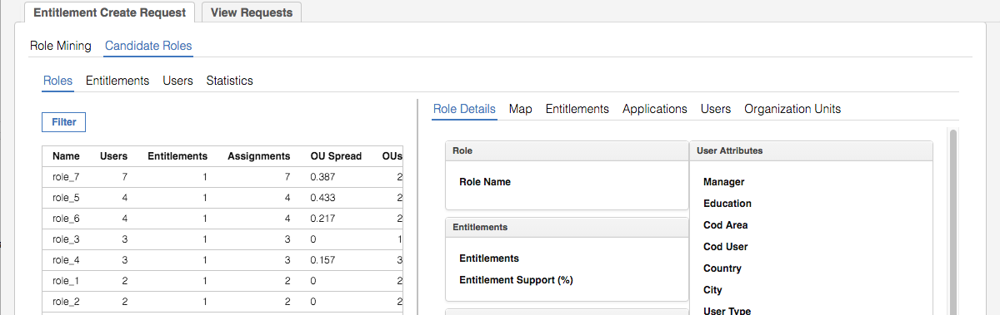 Entitlement Create Request View Requests
Role Mining Candidate Roles
Roles Entitlements Users Statistics
Filter
Name Users Entitlements Assignments OU Spread OUs
role_7 7 1 7 0.387 2
role_5 4 1 4 0.433 2
role_6 4 1 4 0.217 2
role_3 3 1 3 0 1
role_4 3 1 3 0.157 3
role_1 2 1 2 0 2
role_2 2 1 2 0 2
Role Details Map Entitlements Applications Users Organization Units
Role
Role Name
Entitlements
Entitlements
Entitlement Support (%)
User Attributes
Manager
Education
Cod Area
Cod User
Country
City
User Type